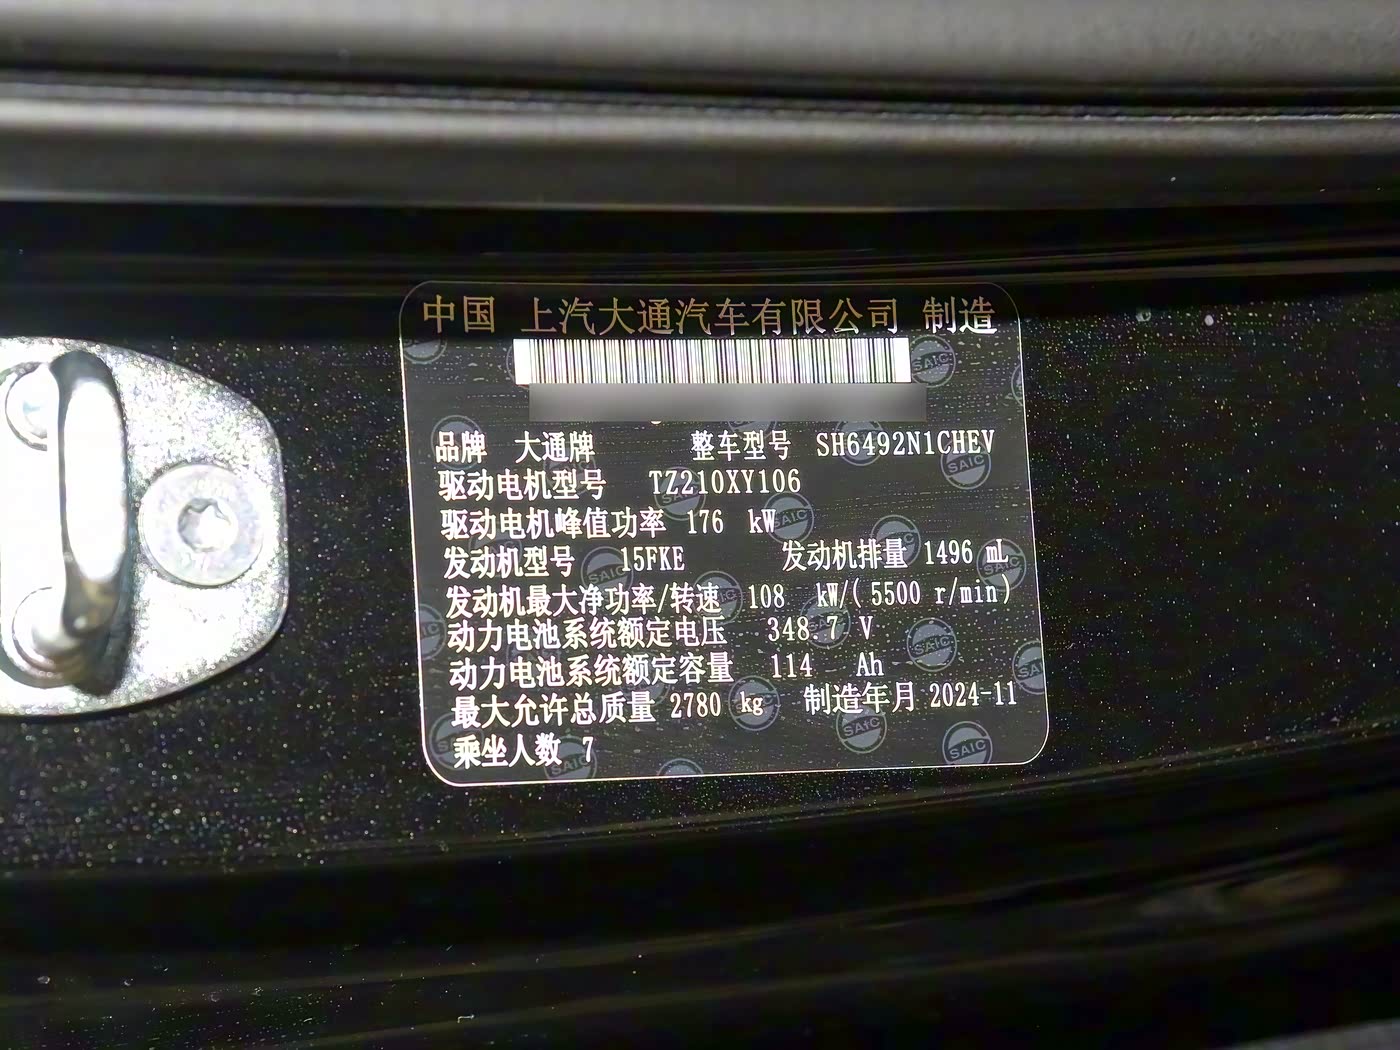 中国 上汽大通汽车有限公司 制造
品牌 大通牌 整车型号 SH6492N1CHEV
驱动电机型号 TZ210XY106
驱动电机峰值功率 176 kW
发动机型号 15FKE 发动机排量 1496 mL
发动机最大净功率/转速 108 kW/(5500 r/min)
动力电池系统额定电压 348.7 V
动力电池系统额定容量 114 Ah
最大允许总质量 2780 kg 制造年月 2024-11
乘坐人数 7
SAIC